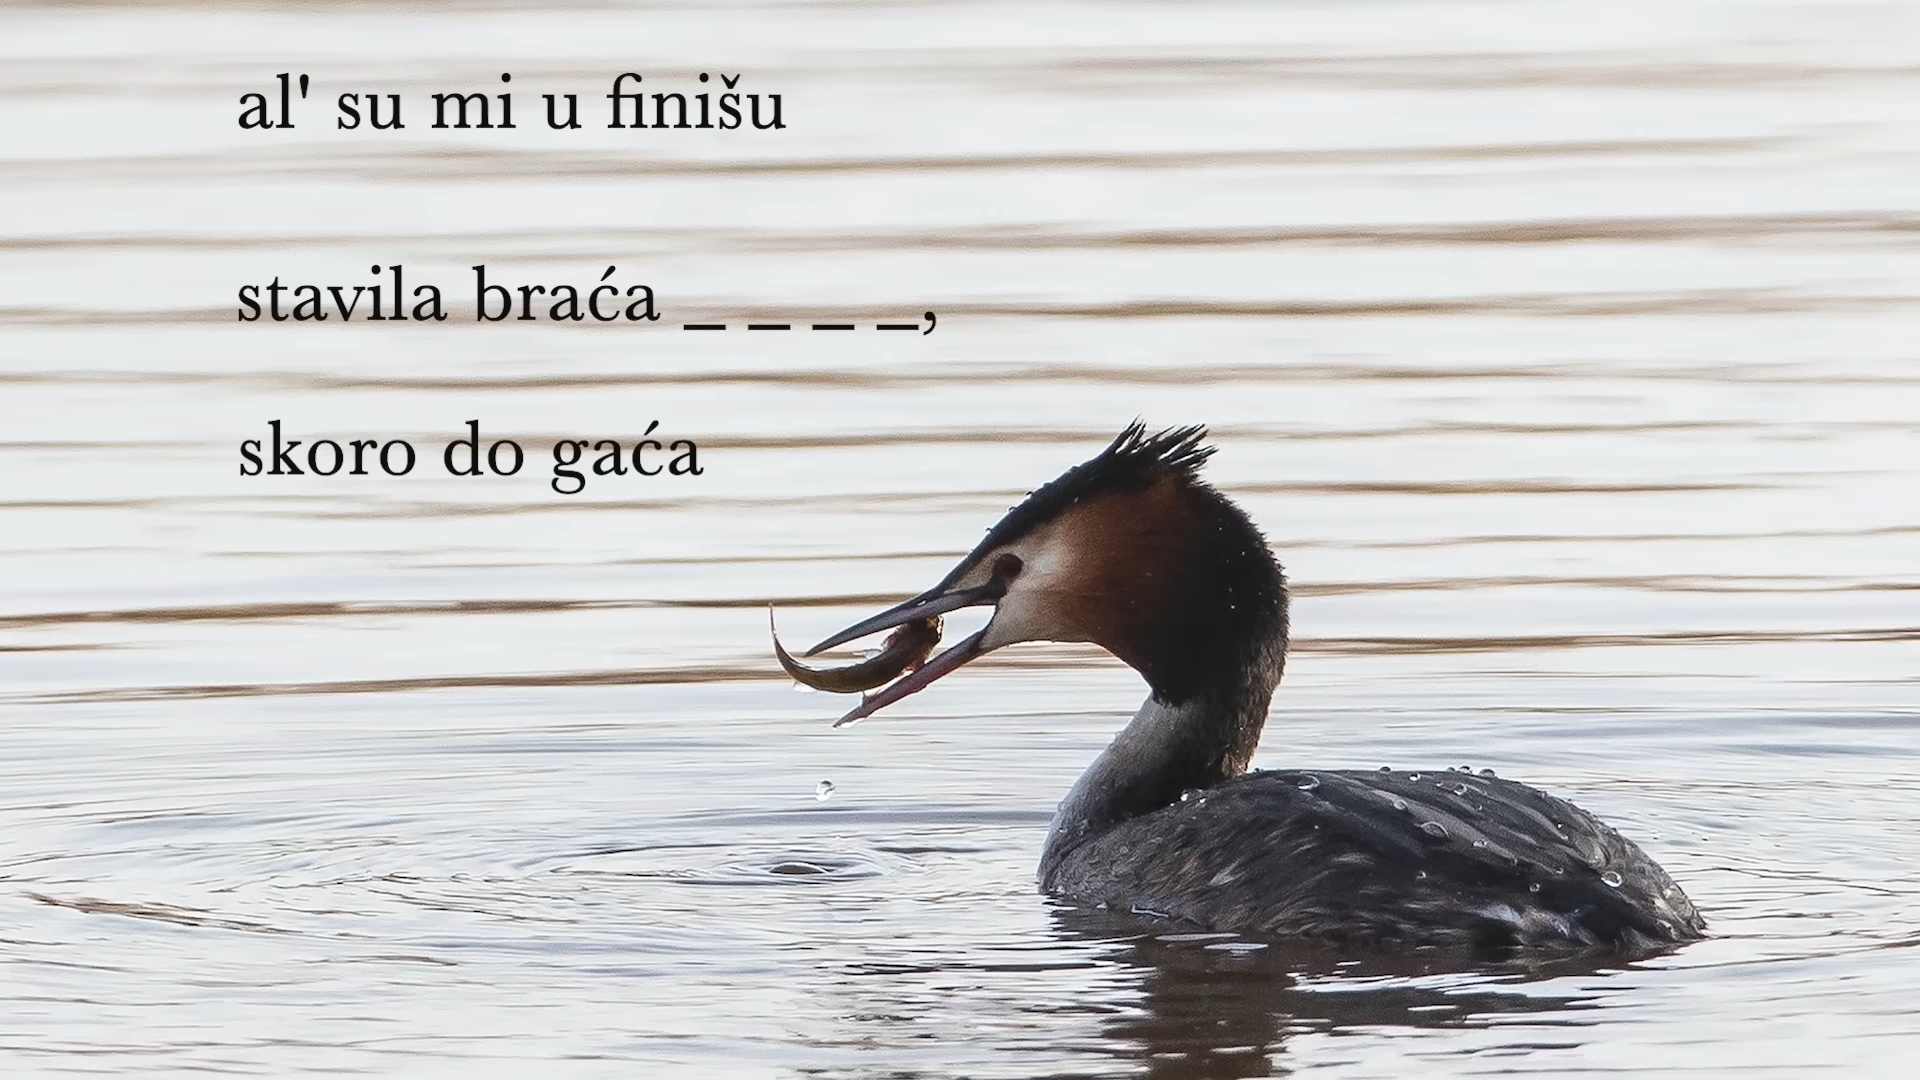 al' su mi u finišu
stavila braća _ _ _ _,
skoro do gaća